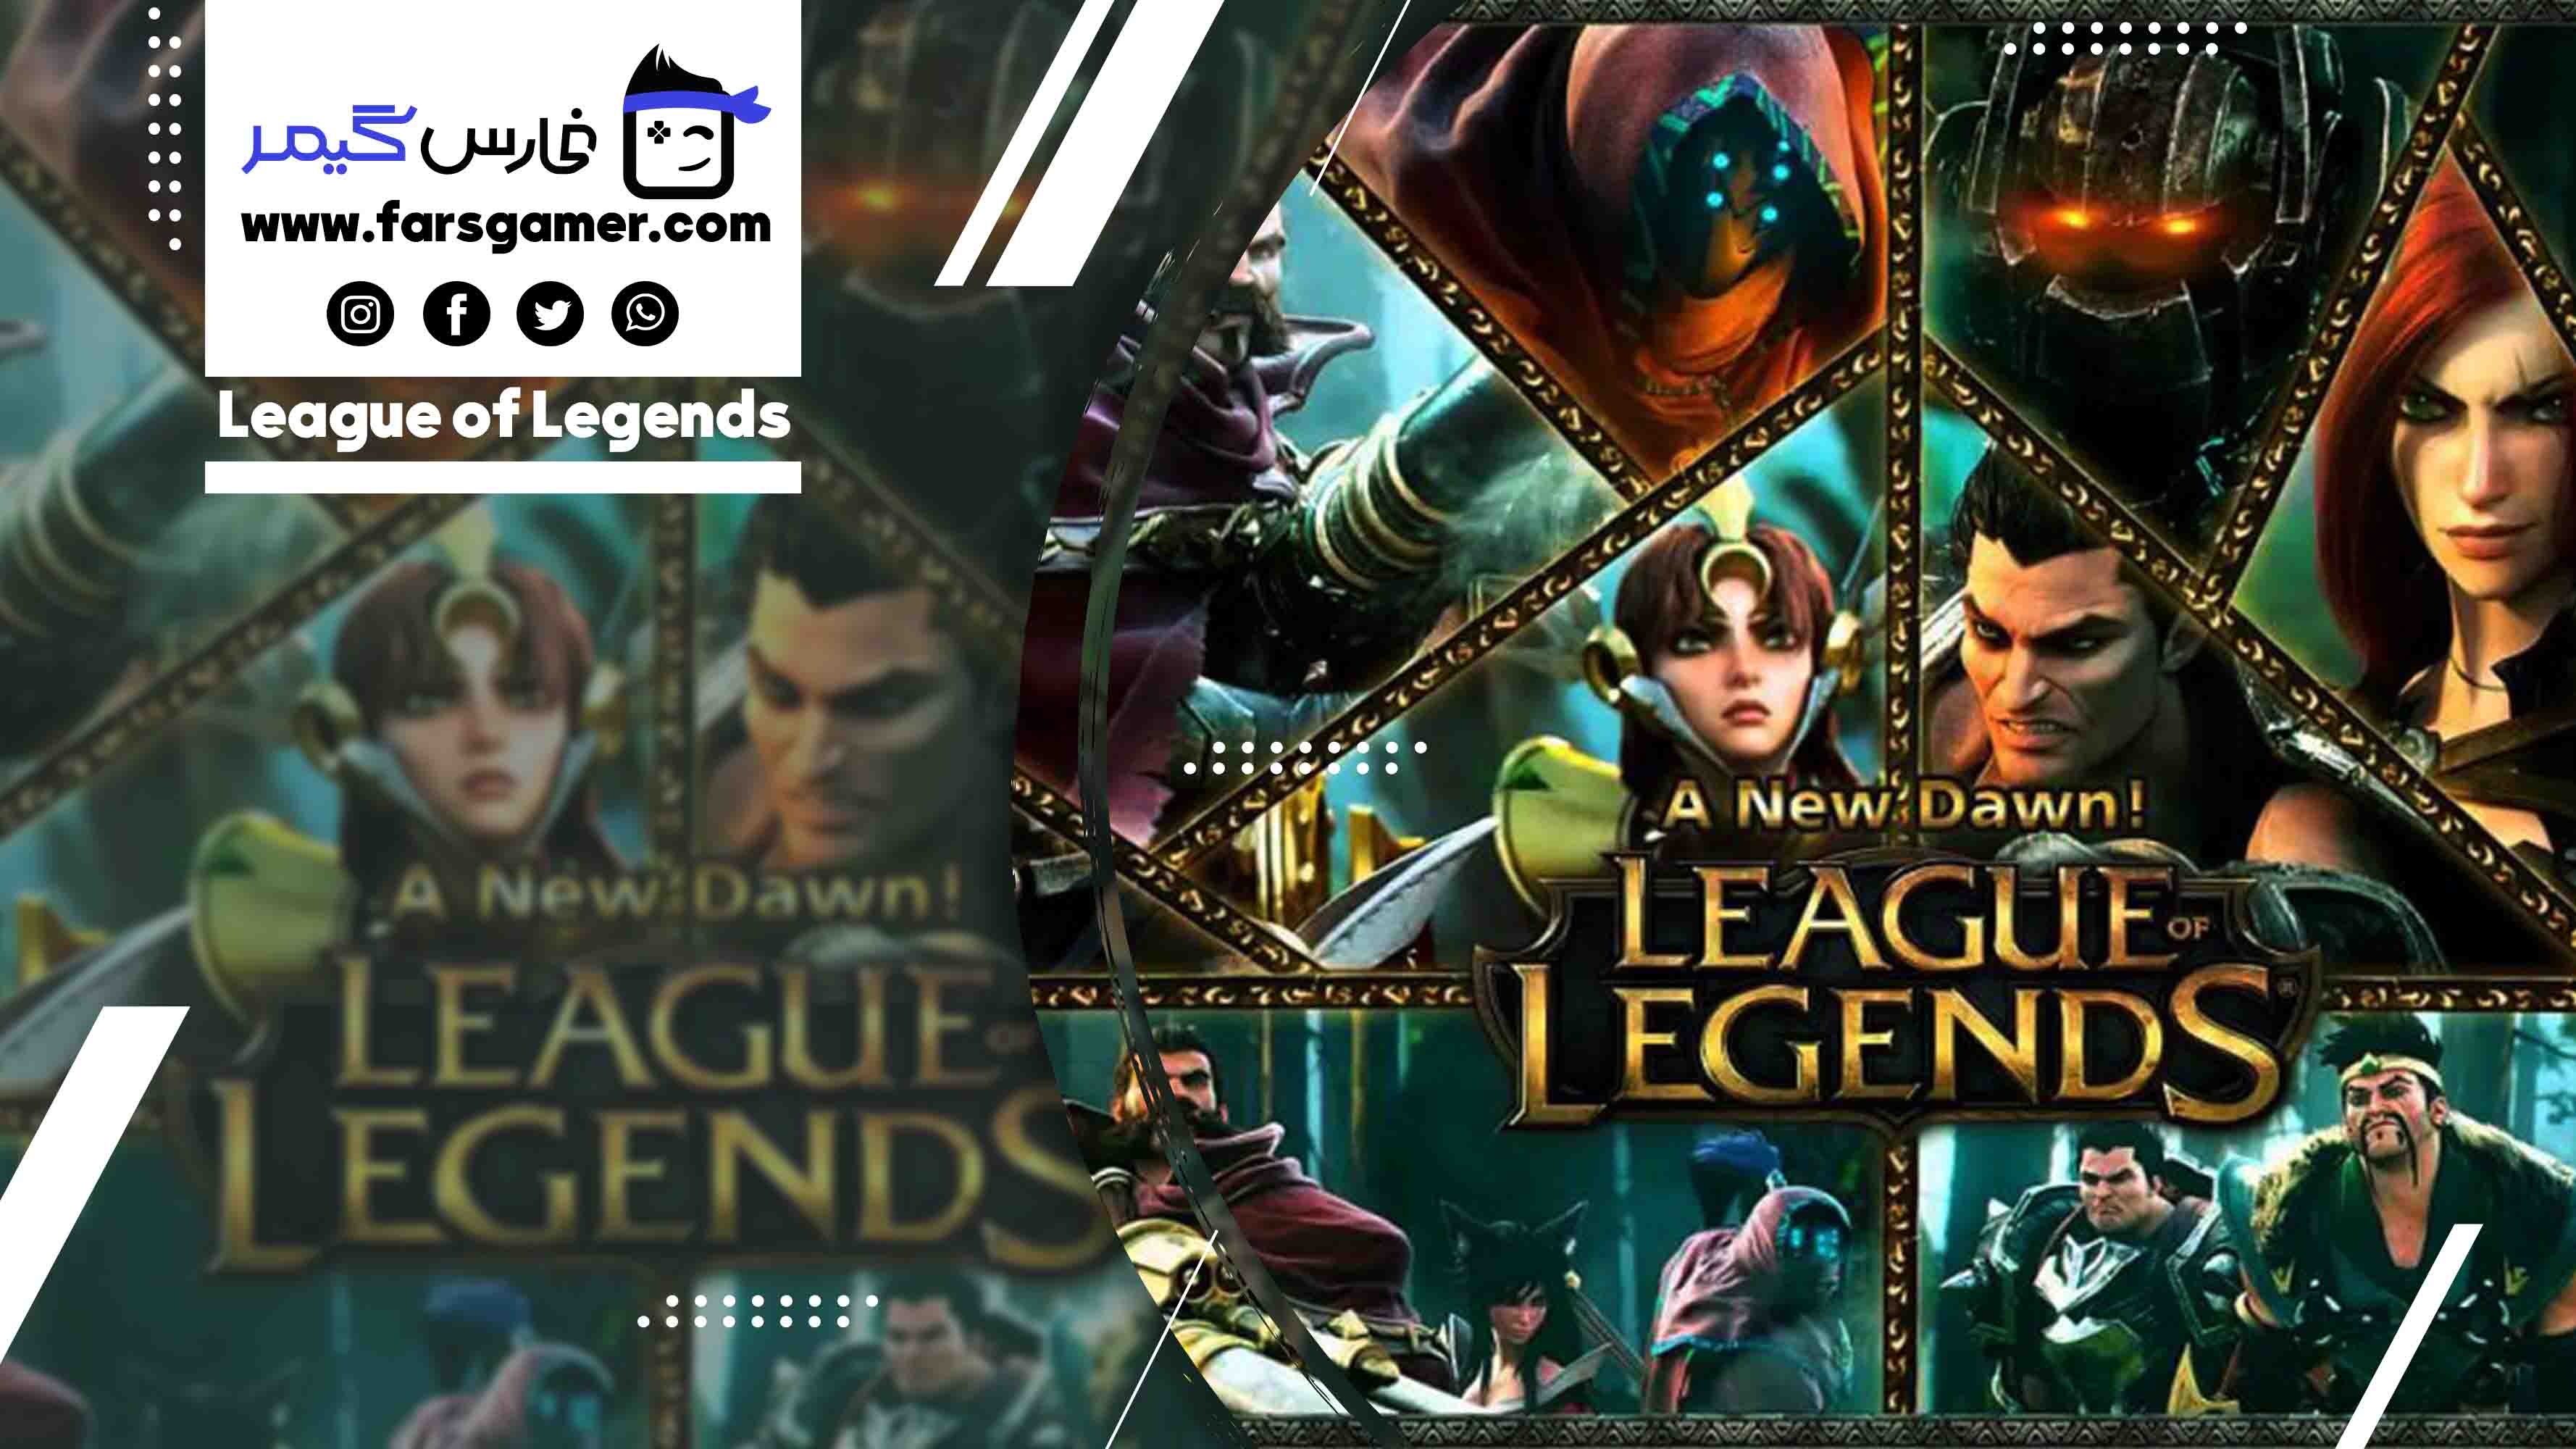 فارس گیمر
www.farsgamer.com
League of Legends
A New Dawn!
LEAGUE OF
LEGENDS®
A New Dawn!
LEAGUE OF
LEGENDS